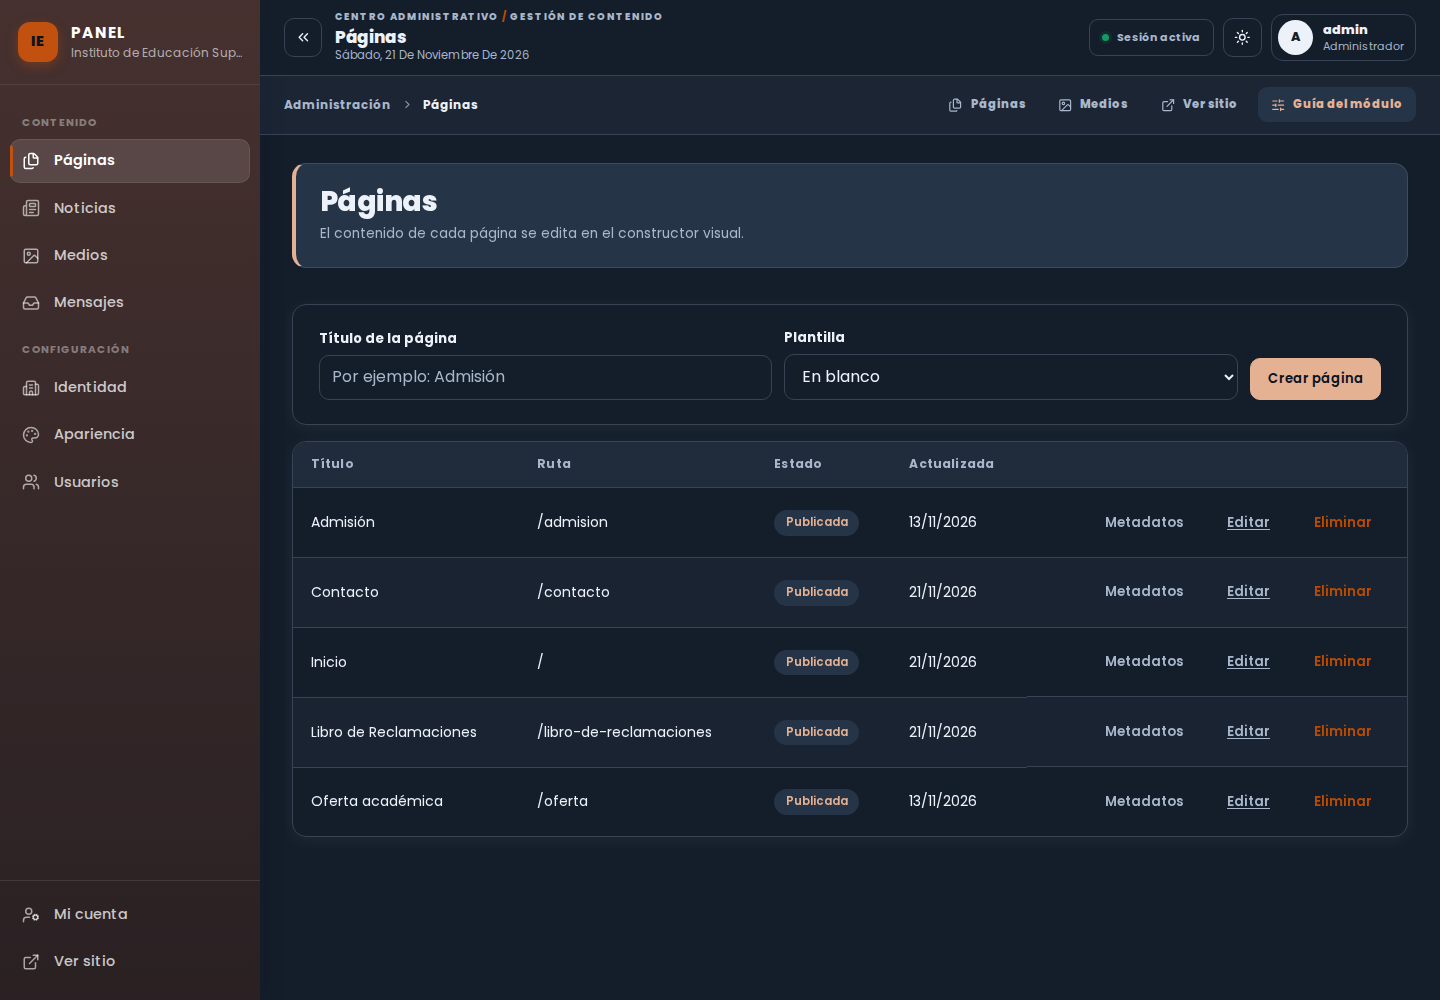 IE
PANEL
Instituto de Educación Sup...
CONTENIDO
Páginas
Noticias
Medios
Mensajes
CONFIGURACIÓN
Identidad
Apariencia
Usuarios
Mi cuenta
Ver sitio
CENTRO ADMINISTRATIVO / GESTIÓN DE CONTENIDO
Páginas
Sábado, 21 De Noviembre De 2026
Sesión activa
A
admin
Administrador
Administración > Páginas
Páginas Medios Ver sitio Guía del módulo
Páginas
El contenido de cada página se edita en el constructor visual.
Título de la página Plantilla
Por ejemplo: Admisión En blanco Crear página
Título Ruta Estado Actualizada
Admisión /admision Publicada 13/11/2026 Metadatos Editar Eliminar
Contacto /contacto Publicada 21/11/2026 Metadatos Editar Eliminar
Inicio / Publicada 21/11/2026 Metadatos Editar Eliminar
Libro de Reclamaciones /libro-de-reclamaciones Publicada 21/11/2026 Metadatos Editar Eliminar
Oferta académica /oferta Publicada 13/11/2026 Metadatos Editar Eliminar